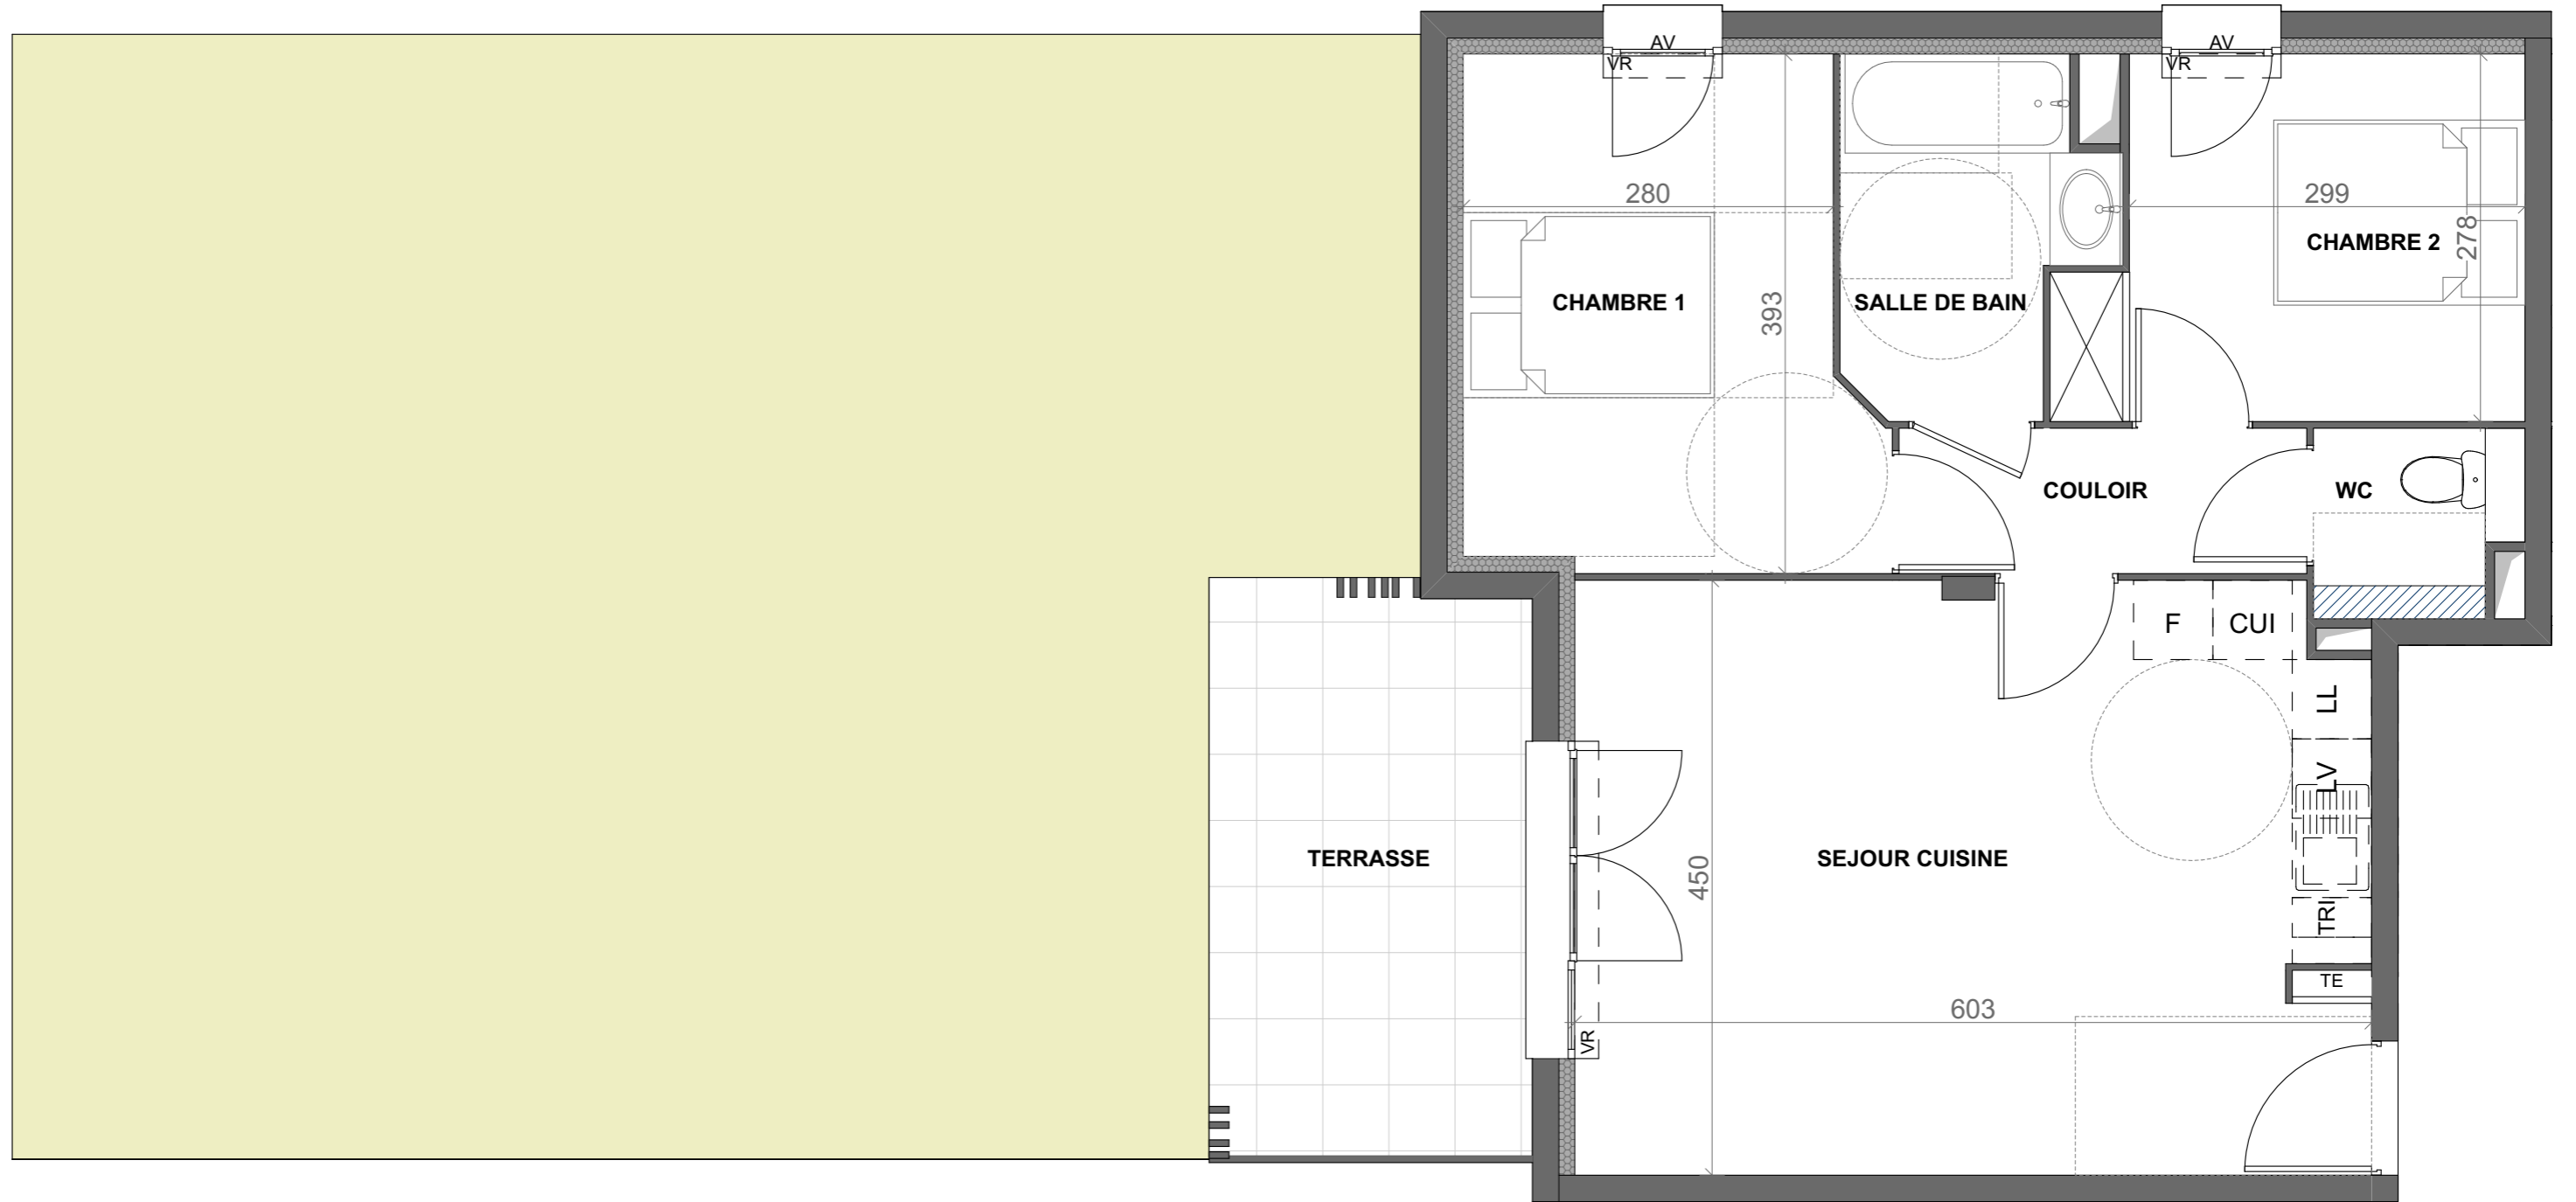 AV
AV
VR
VR
280
299
CHAMBRE 2
278
CHAMBRE 1
393
SALLE DE BAIN
COULOIR
WC
F
CUI
LL
LV
TERRASSE
450
SEJOUR CUISINE
TRI
TE
603
VR